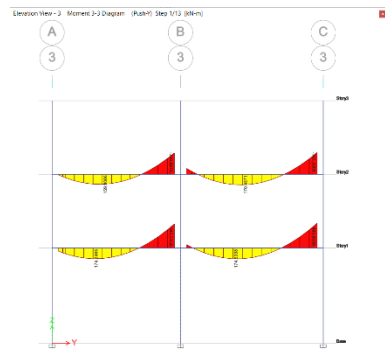 Elevation View - 3 Moment 3-3 Diagram (Push-Y) Step 1/13 [kN-m]
A
B
C
3
3
3
Story3
Story2
Story1
Z
Y
Base